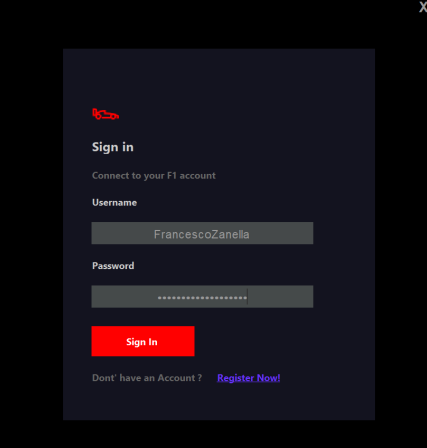 X
Sign in
Connect to your F1 account
Username
FrancescoZanella
Password
••••••••••••••••••
Sign In
Dont' have an Account ? Register Now!